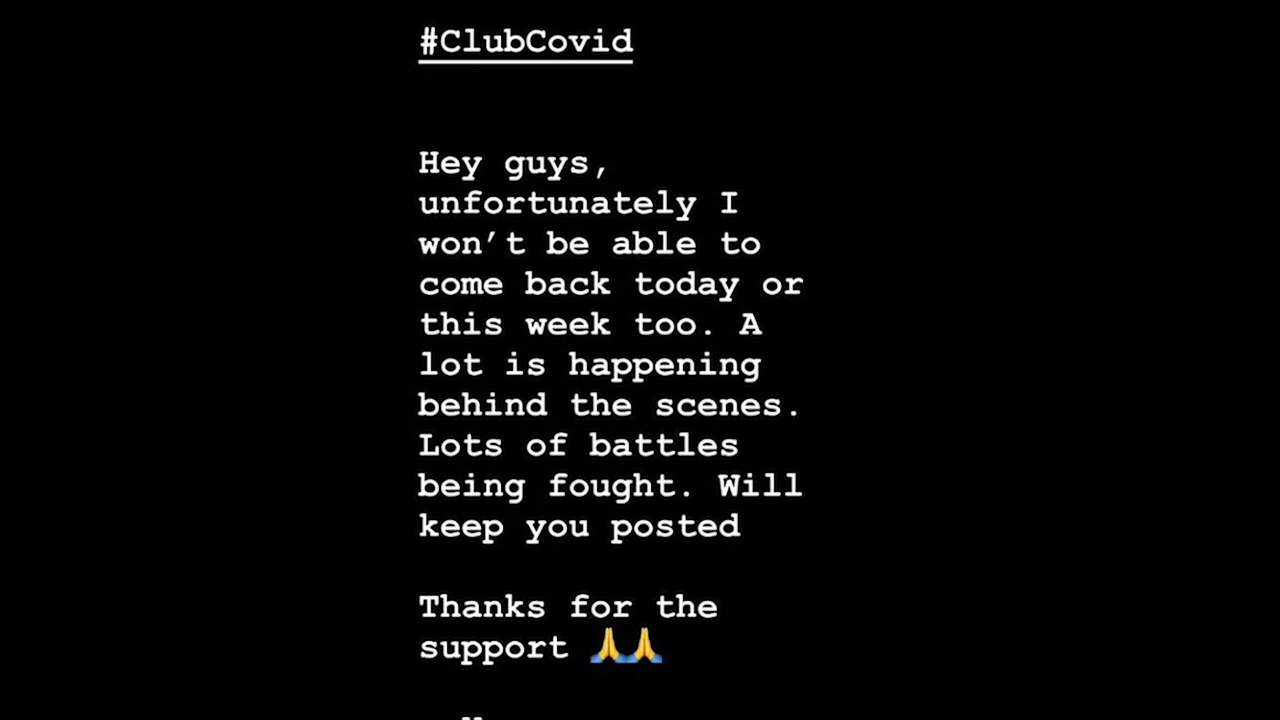 #ClubCovid
Hey guys,
unfortunately I
won’t be able to
come back today or
this week too. A
lot is happening
behind the scenes.
Lots of battles
being fought. Will
keep you posted
Thanks for the
support 🙏🙏